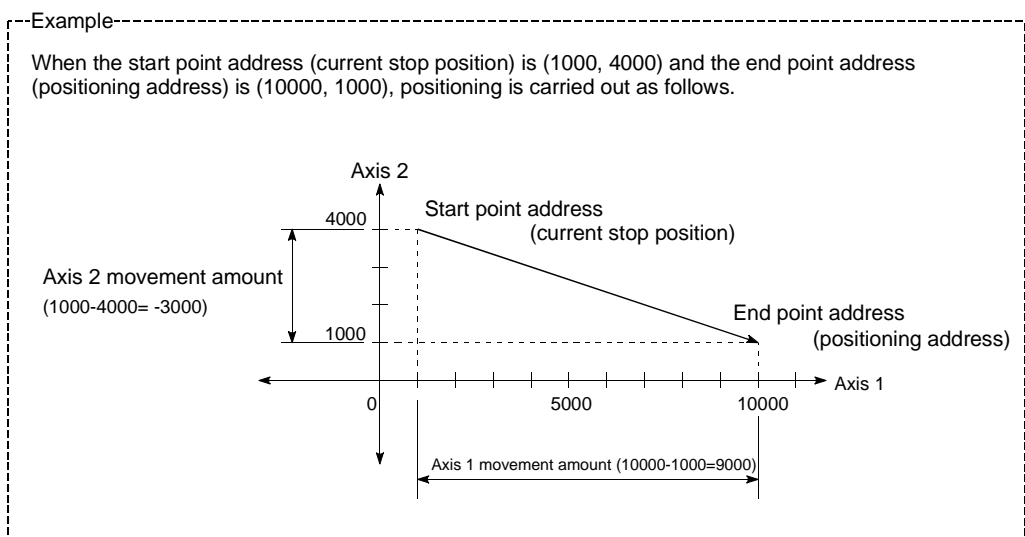 Example
When the start point address (current stop position) is (1000, 4000) and the end point address
(positioning address) is (10000, 1000), positioning is carried out as follows.
Axis 2
4000
Start point address
(current stop position)
Axis 2 movement amount
(1000-4000= -3000)
End point address
(positioning address)
1000
Axis 1
0
5000
10000
Axis 1 movement amount (10000-1000=9000)